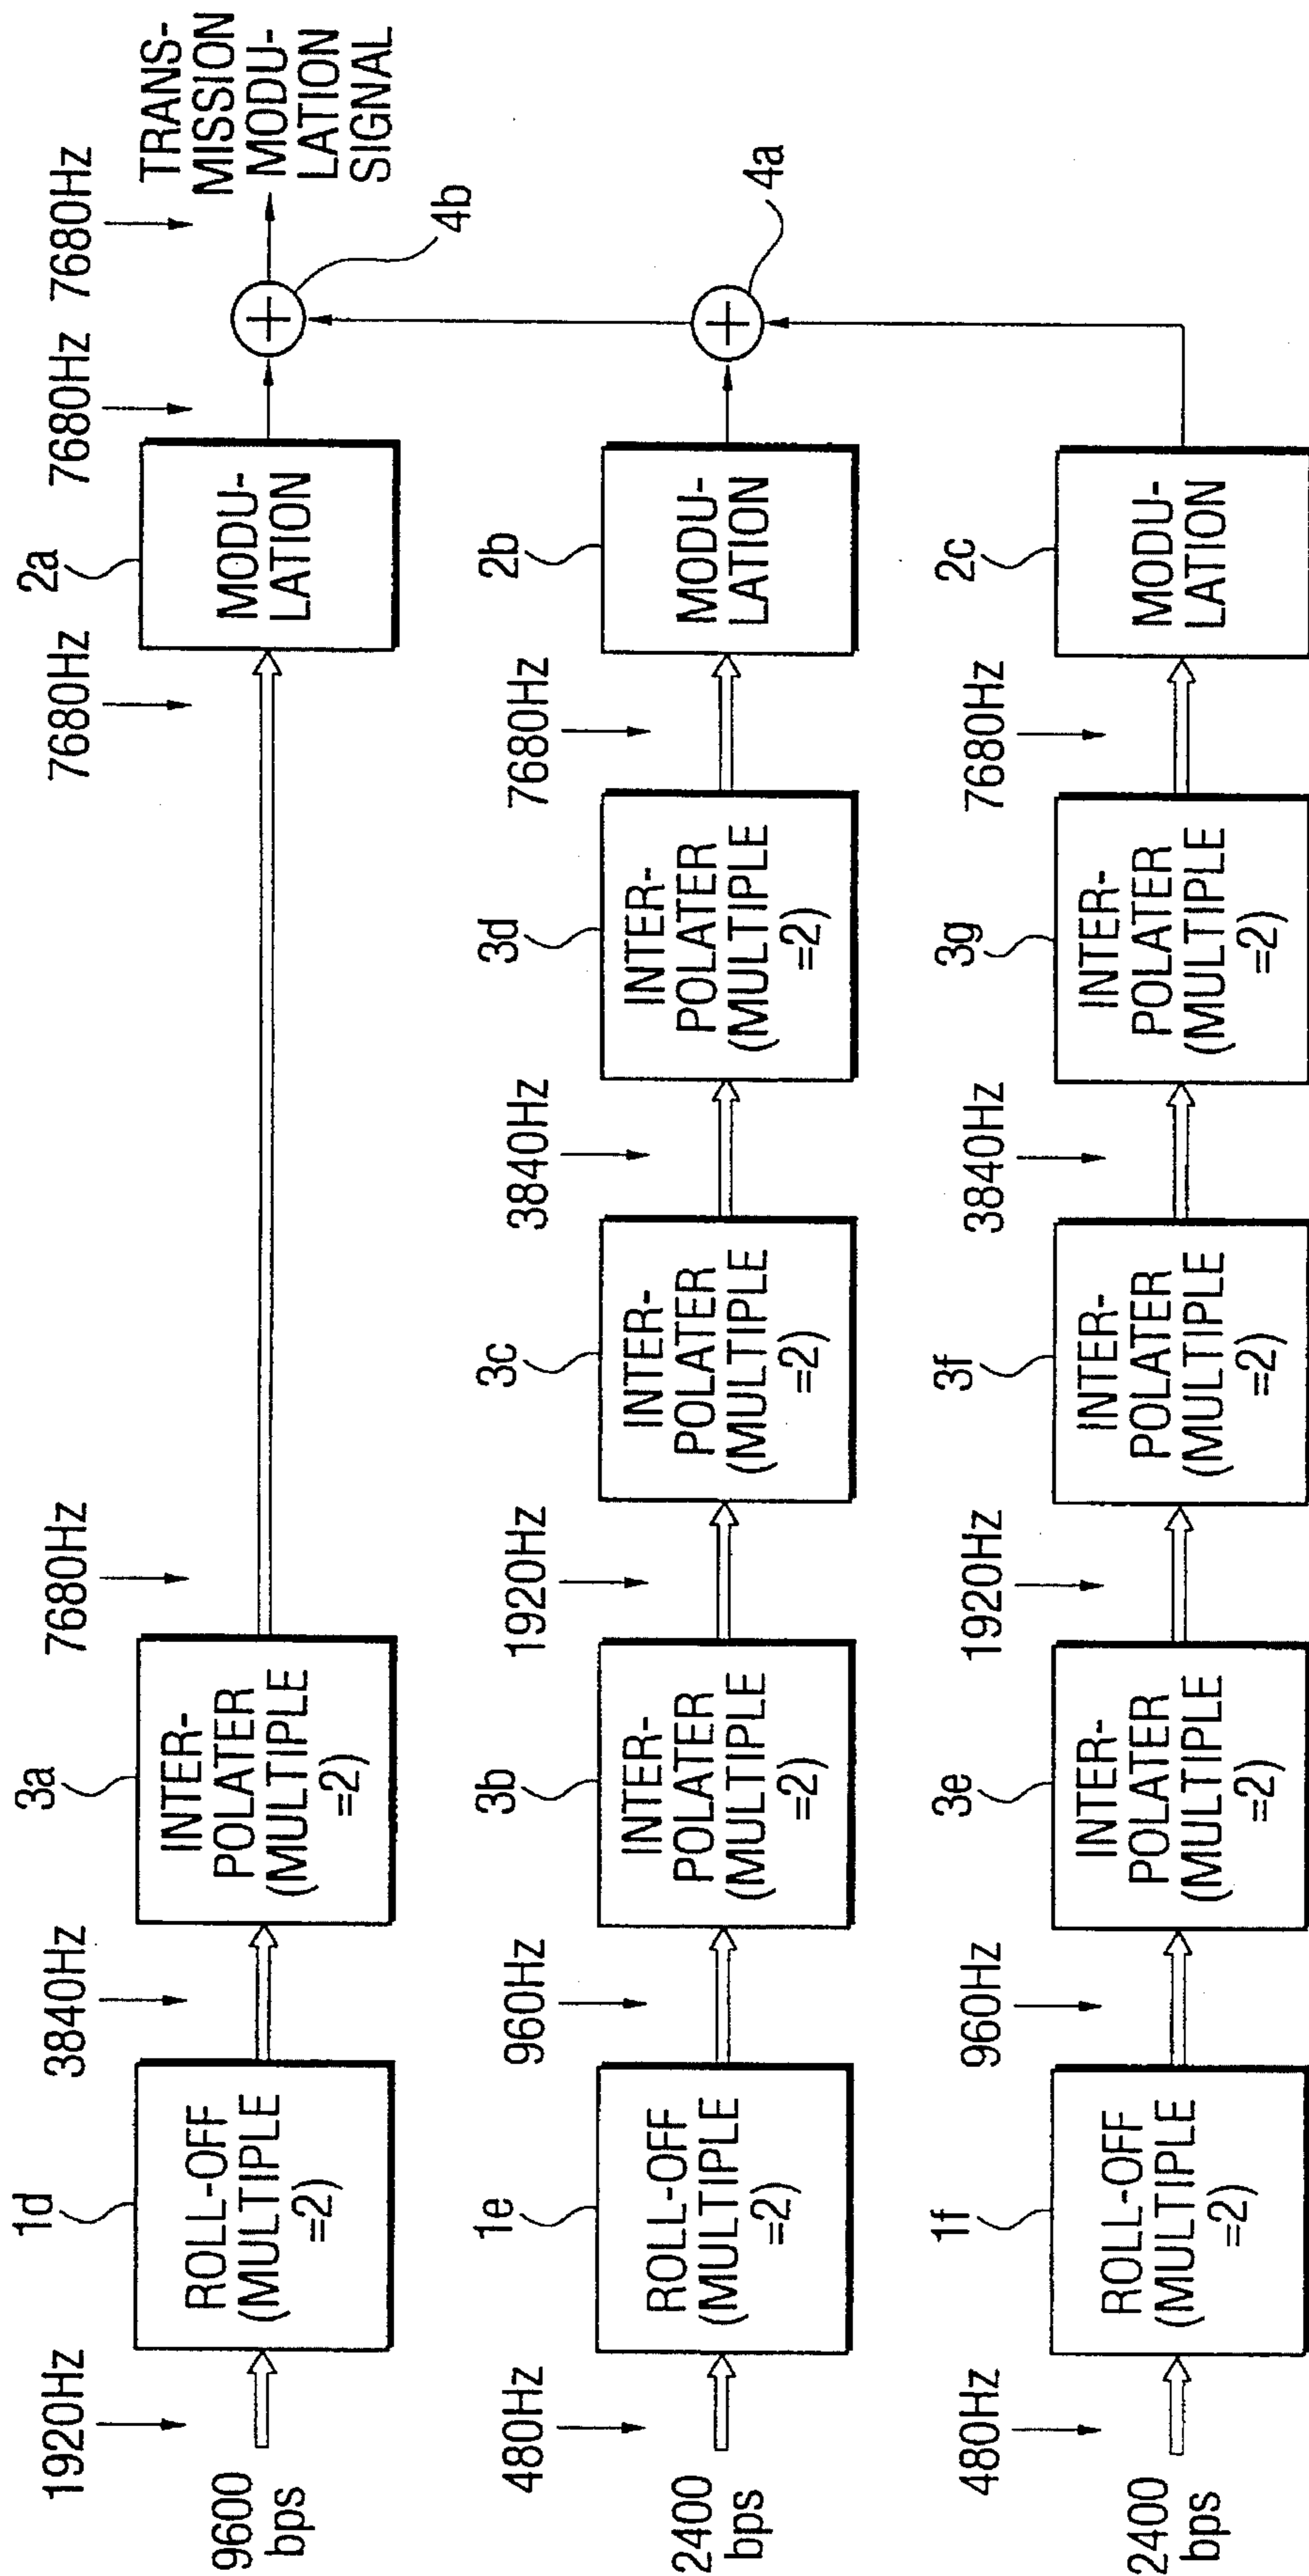 1920Hz
9600
bps
1d
ROLL-OFF
(MULTIPLE
=2)
3840Hz
3a
INTER-
POLATER
(MULTIPLE
=2)
7680Hz
7680Hz
2a
MODU-
LATION
7680Hz
7680Hz
4b
TRANS-
MISSION
MODU-
LATION
SIGNAL
480Hz
2400
bps
1e
ROLL-OFF
(MULTIPLE
=2)
960Hz
3b
INTER-
POLATER
(MULTIPLE
=2)
1920Hz
3c
INTER-
POLATER
(MULTIPLE
=2)
3840Hz
3d
INTER-
POLATER
(MULTIPLE
=2)
7680Hz
2b
MODU-
LATION
4a
480Hz
2400
bps
1f
ROLL-OFF
(MULTIPLE
=2)
960Hz
3e
INTER-
POLATER
(MULTIPLE
=2)
1920Hz
3f
INTER-
POLATER
(MULTIPLE
=2)
3840Hz
3g
INTER-
POLATER
(MULTIPLE
=2)
7680Hz
2c
MODU-
LATION